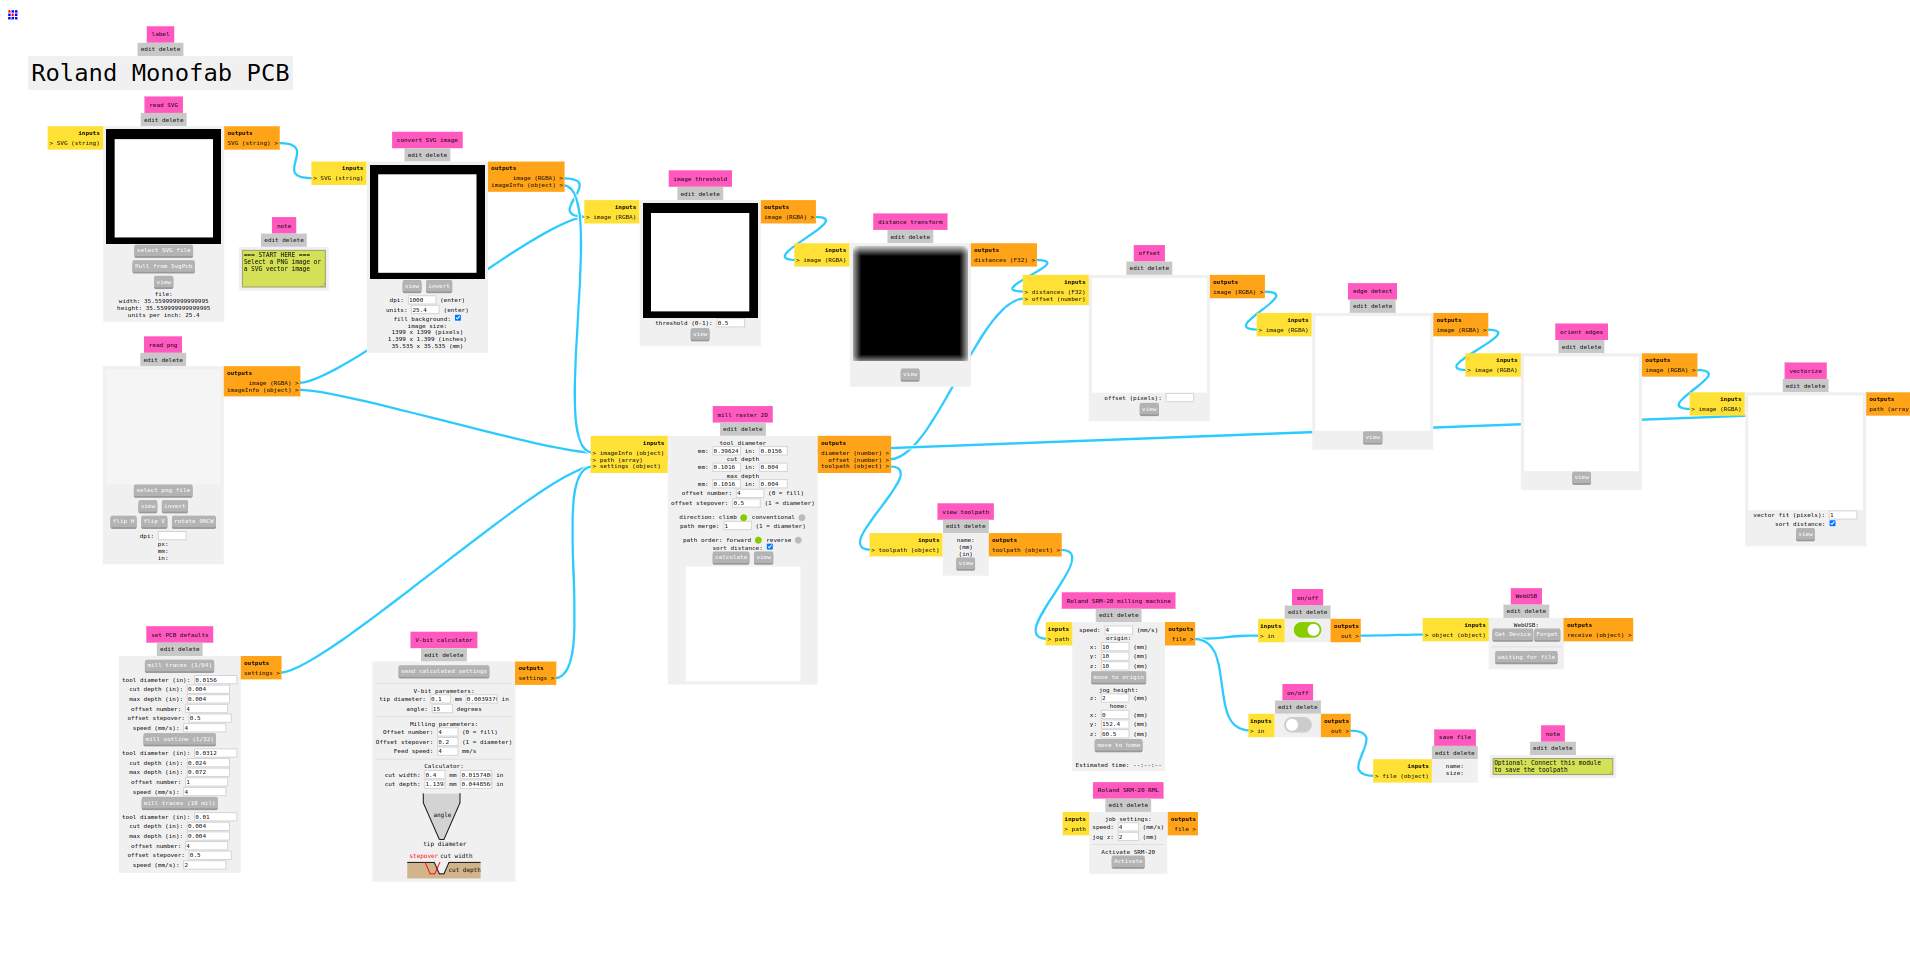 label
edit delete
Roland Monofab PCB
read SVG
edit delete
inputs
> SVG (string)
outputs
SVG (string) >
select SVG file
Pull from SvgPcb
view
file:
width: 35.559999999999995
height: 35.559999999999995
units per inch: 25.4
note
edit delete
=== START HERE ===
Select a PNG image or
a SVG vector image
convert SVG image
edit delete
inputs
> SVG (string)
outputs
image (RGBA) >
imageInfo (object) >
view invert
dpi: 1000 (enter)
units: 25.4 (enter)
fill background:
image size:
1399 x 1399 (pixels)
1.399 x 1.399 (inches)
35.535 x 35.535 (mm)
image threshold
edit delete
inputs
> image (RGBA)
outputs
image (RGBA) >
threshold (0-1): 0.5
view
distance transform
edit delete
inputs
> image (RGBA)
outputs
distances (F32) >
view
offset
edit delete
inputs
> distances (F32)
> offset (number)
outputs
image (RGBA) >
offset (pixels):
view
edge detect
edit delete
inputs
> image (RGBA)
outputs
image (RGBA) >
view
orient edges
edit delete
inputs
> image (RGBA)
outputs
image (RGBA) >
view
vectorize
edit delete
inputs
> image (RGBA)
outputs
path (array
vector fit (pixels): 1
sort distance:
view
read png
edit delete
outputs
image (RGBA) >
imageInfo (object) >
select png file
view invert
flip H flip V rotate 90CW
dpi:
px:
mm:
in:
mill raster 2D
edit delete
inputs
> imageInfo (object)
> path (array)
> settings (object)
outputs
diameter (number) >
offset (number) >
toolpath (object) >
tool diameter
mm: 0.39624 in: 0.0156
cut depth
mm: 0.1016 in: 0.004
max depth
mm: 0.1016 in: 0.004
offset number: 4 (0 = fill)
offset stepover: 0.5 (1 = diameter)
direction: climb conventional
path merge: 1 (1 = diameter)
path order: forward reverse
sort distance:
calculate view
view toolpath
edit delete
inputs
> toolpath (object)
outputs
toolpath (object) >
name:
(mm)
(in)
view
set PCB defaults
edit delete
outputs
settings >
mill traces (1/64)
tool diameter (in): 0.0156
cut depth (in): 0.004
max depth (in): 0.004
offset number: 4
offset stepover: 0.5
speed (mm/s): 4
mill outline (1/32)
tool diameter (in): 0.0312
cut depth (in): 0.024
max depth (in): 0.072
offset number: 1
speed (mm/s): 4
mill traces (10 mil)
tool diameter (in): 0.01
cut depth (in): 0.004
max depth (in): 0.004
offset number: 4
offset stepover: 0.5
speed (mm/s): 2
V-bit calculator
edit delete
outputs
settings >
send calculated settings
V-bit parameters:
tip diameter: 0.1 mm 0.003937( in
angle: 15 degrees
Milling parameters:
Offset number: 4 (0 = fill)
Offset stepover: 0.2 (1 = diameter)
Feed speed: 4 mm/s
Calculator:
cut width: 0.4 mm 0.015748 in
cut depth: 1.139 mm 0.044856 in
angle
tip diameter
stepover cut width
cut depth
Roland SRM-20 milling machine
edit delete
inputs
> path
outputs
file >
speed: 4 (mm/s)
origin:
x: 10 (mm)
y: 10 (mm)
z: 10 (mm)
move to origin
jog height:
z: 2 (mm)
home:
x: 0 (mm)
y: 152.4 (mm)
z: 60.5 (mm)
move to home
Estimated time: --:--:--
Roland SRM-20 RML
edit delete
inputs
> path
outputs
file >
job settings:
speed: 4 (mm/s)
jog z: 2 (mm)
Activate SRM-20
Activate
on/off
edit delete
inputs
> in
outputs
out >
WebUSB
edit delete
inputs
> object (object)
outputs
receive (object) >
WebUSB:
Get Device Forget
waiting for file
on/off
edit delete
inputs
> in
outputs
out >
save file
edit delete
inputs
> file (object)
name:
size:
note
edit delete
Optional: Connect this module
to save the toolpath